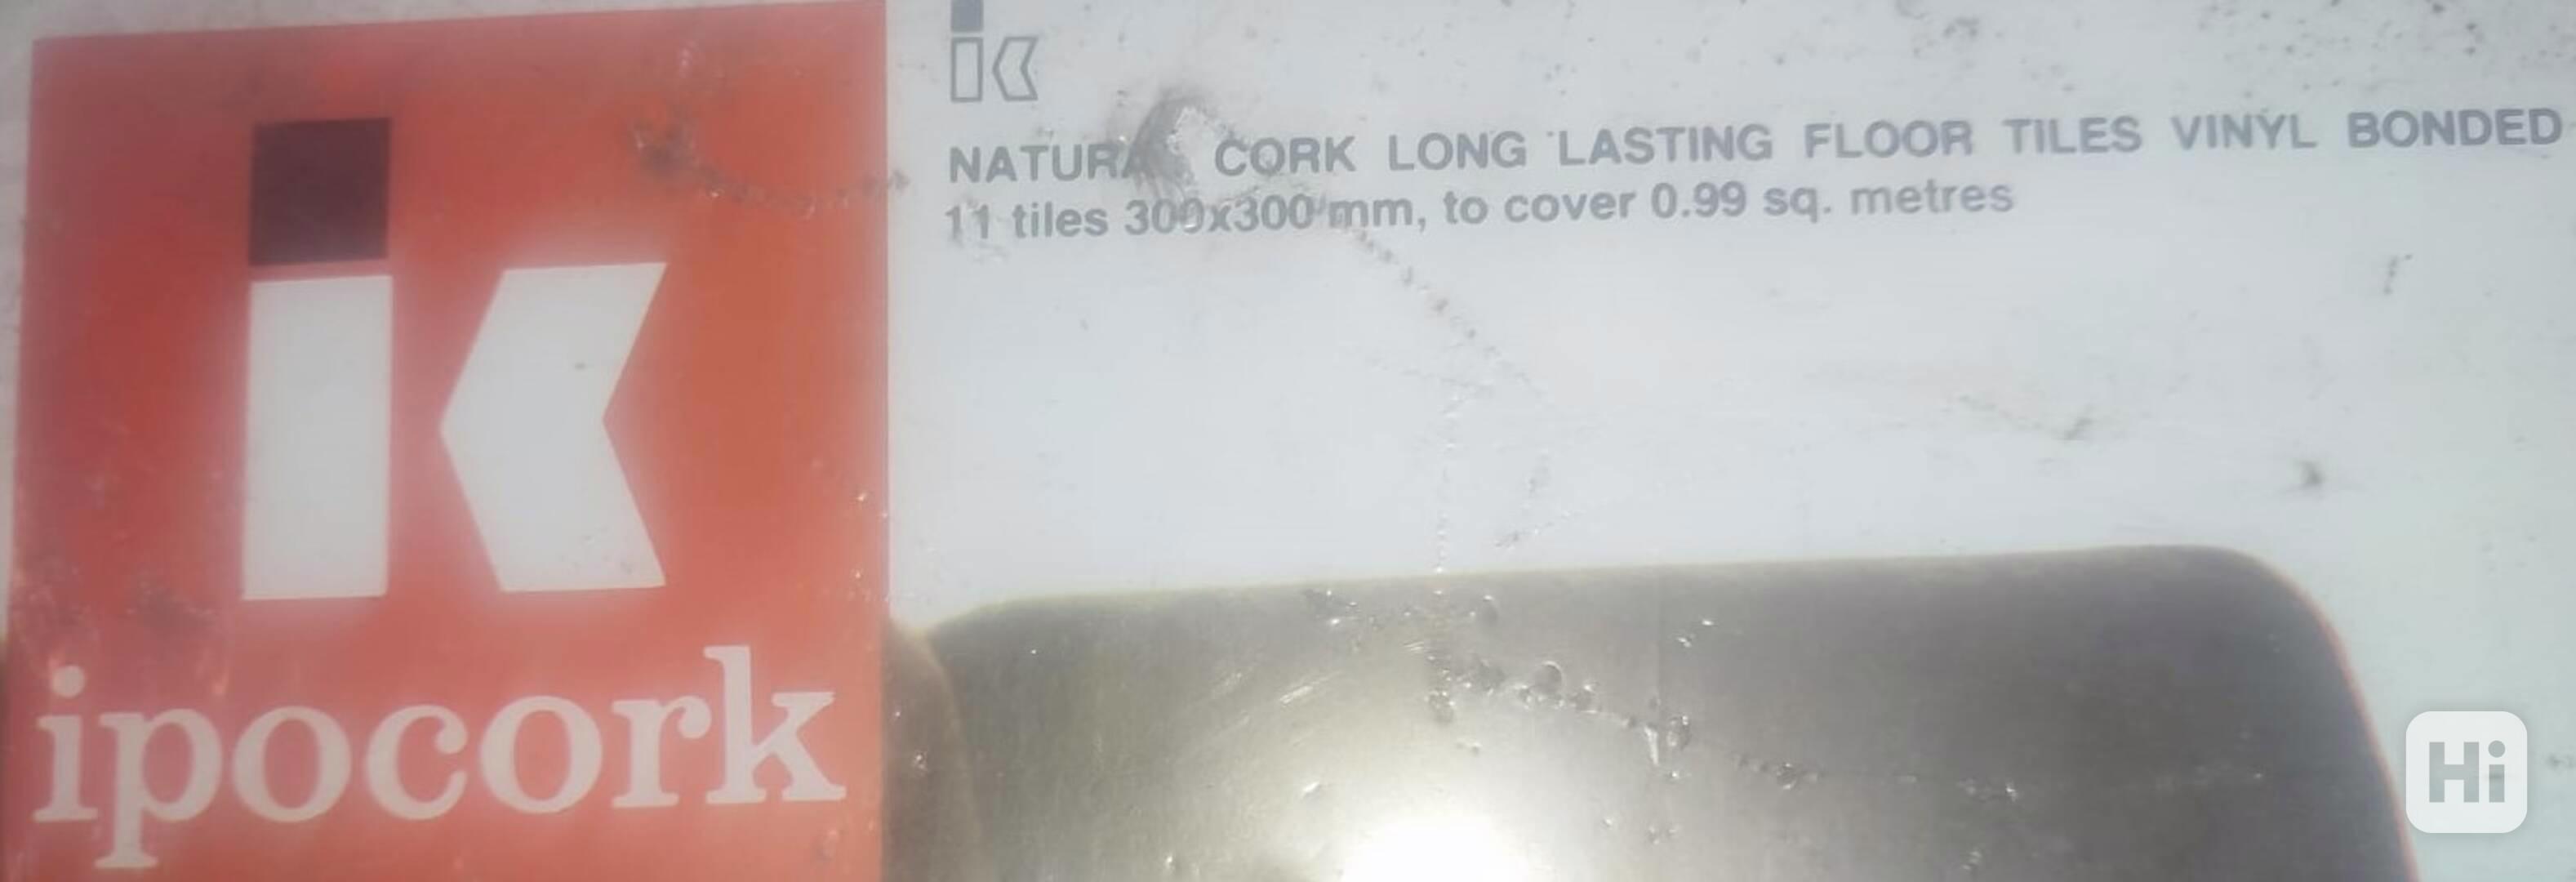 ik
ipocork
ik
NATURAL CORK LONG LASTING FLOOR TILES VINYL BONDED
11 tiles 300x300 mm, to cover 0.99 sq. metres
Hi